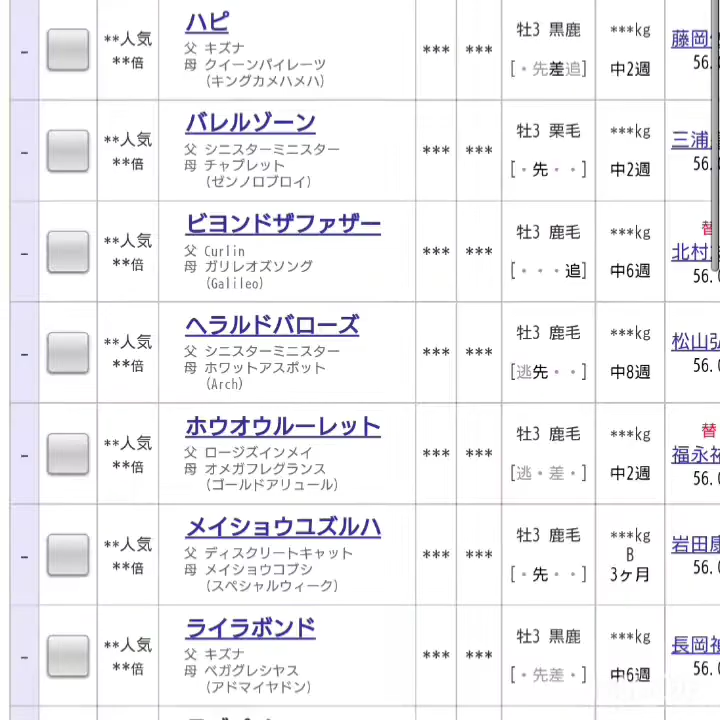 ハピ
父 キズナ
母 クイーンパイレーツ
（キングカメハメハ）
- **人気 **倍 *** *** 牡3 黒鹿 [・先差追] ***kg 中2週 藤岡 56.
バレルゾーン
父 シニスターミニスター
母 チャプレット
（ゼンノロブロイ）
- **人気 **倍 *** *** 牡3 栗毛 [・先・・] ***kg 中2週 三浦 56.
ビヨンドザファザー
父 Curlin
母 ガリレオズソング
（Galileo）
- **人気 **倍 *** *** 牡3 鹿毛 [・・・追] ***kg 中6週 替 北村 56.
ヘラルドバローズ
父 シニスターミニスター
母 ホワットアスポット
（Arch）
- **人気 **倍 *** *** 牡3 鹿毛 [逃先・・] ***kg 中8週 松山弘 56.0
ホウオウルーレット
父 ロージズインメイ
母 オメガフレグランス
（ゴールドアリュール）
- **人気 **倍 *** *** 牡3 鹿毛 [逃・差・] ***kg 中2週 替 福永祐 56.0
メイショウユズルハ
父 ディスクリートキャット
母 メイショウコブシ
（スペシャルウィーク）
- **人気 **倍 *** *** 牡3 鹿毛 [・先・・] ***kg B 3ヶ月 岩田康 56.0
ライラボンド
父 キズナ
母 ペガグレシャス
（アドマイヤドン）
- **人気 **倍 *** *** 牡3 黒鹿 [・先差・] ***kg 中6週 長岡禎 56.0